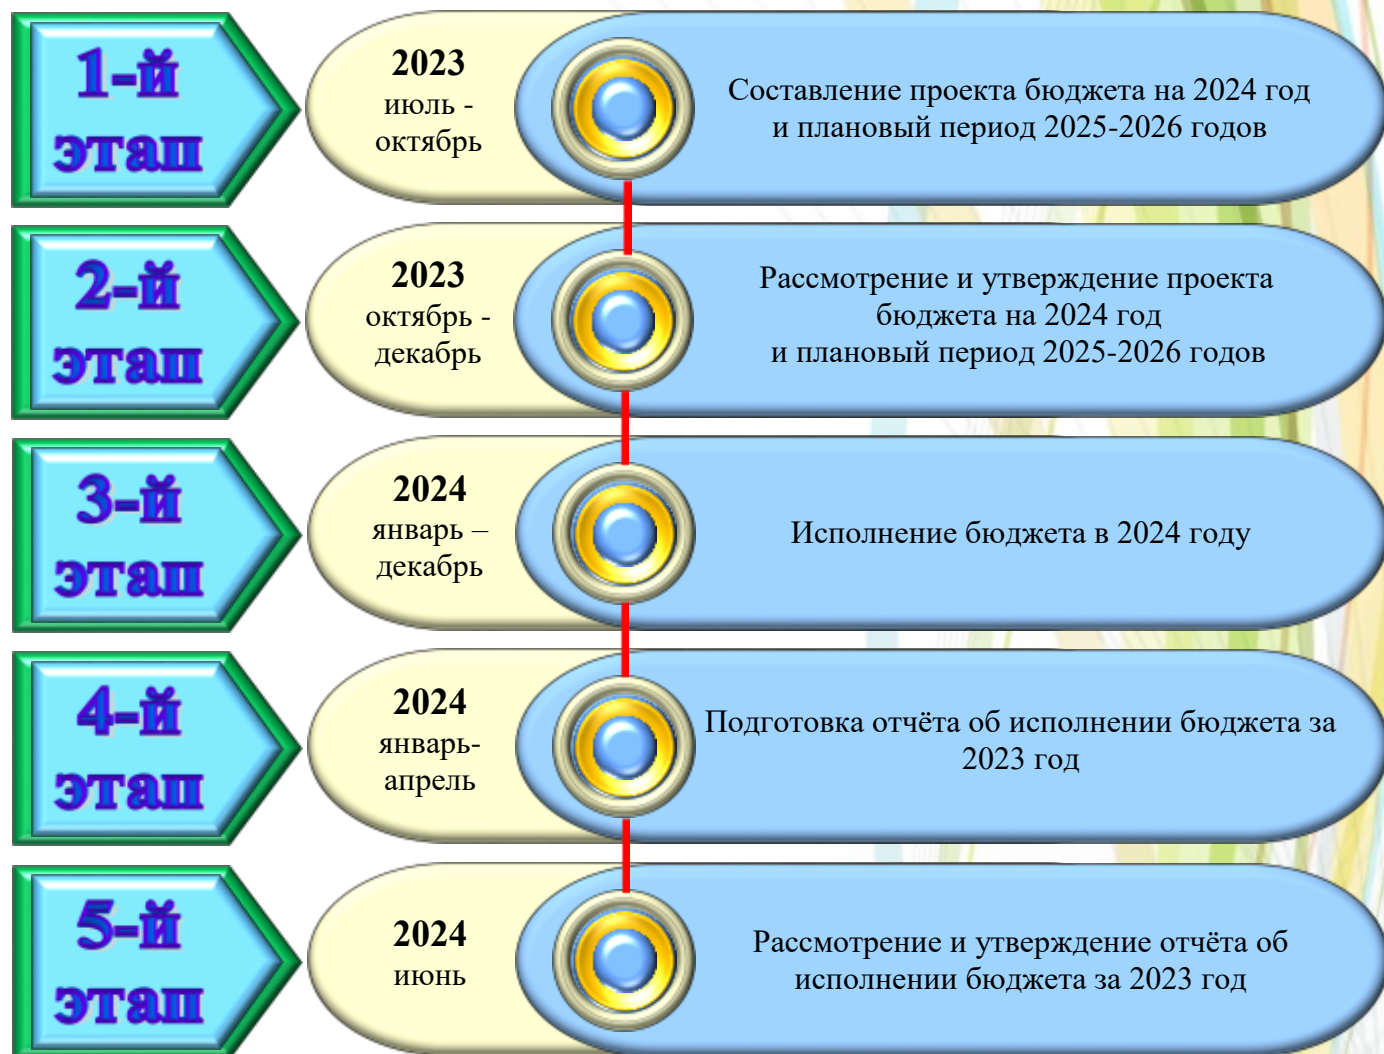 1-й
этап
2023
июль -
октябрь
Составление проекта бюджета на 2024 год
и плановый период 2025-2026 годов
2-й
этап
2023
октябрь -
декабрь
Рассмотрение и утверждение проекта
бюджета на 2024 год
и плановый период 2025-2026 годов
3-й
этап
2024
январь –
декабрь
Исполнение бюджета в 2024 году
4-й
этап
2024
январь-
апрель
Подготовка отчёта об исполнении бюджета за
2023 год
5-й
этап
2024
июнь
Рассмотрение и утверждение отчёта об
исполнении бюджета за 2023 год